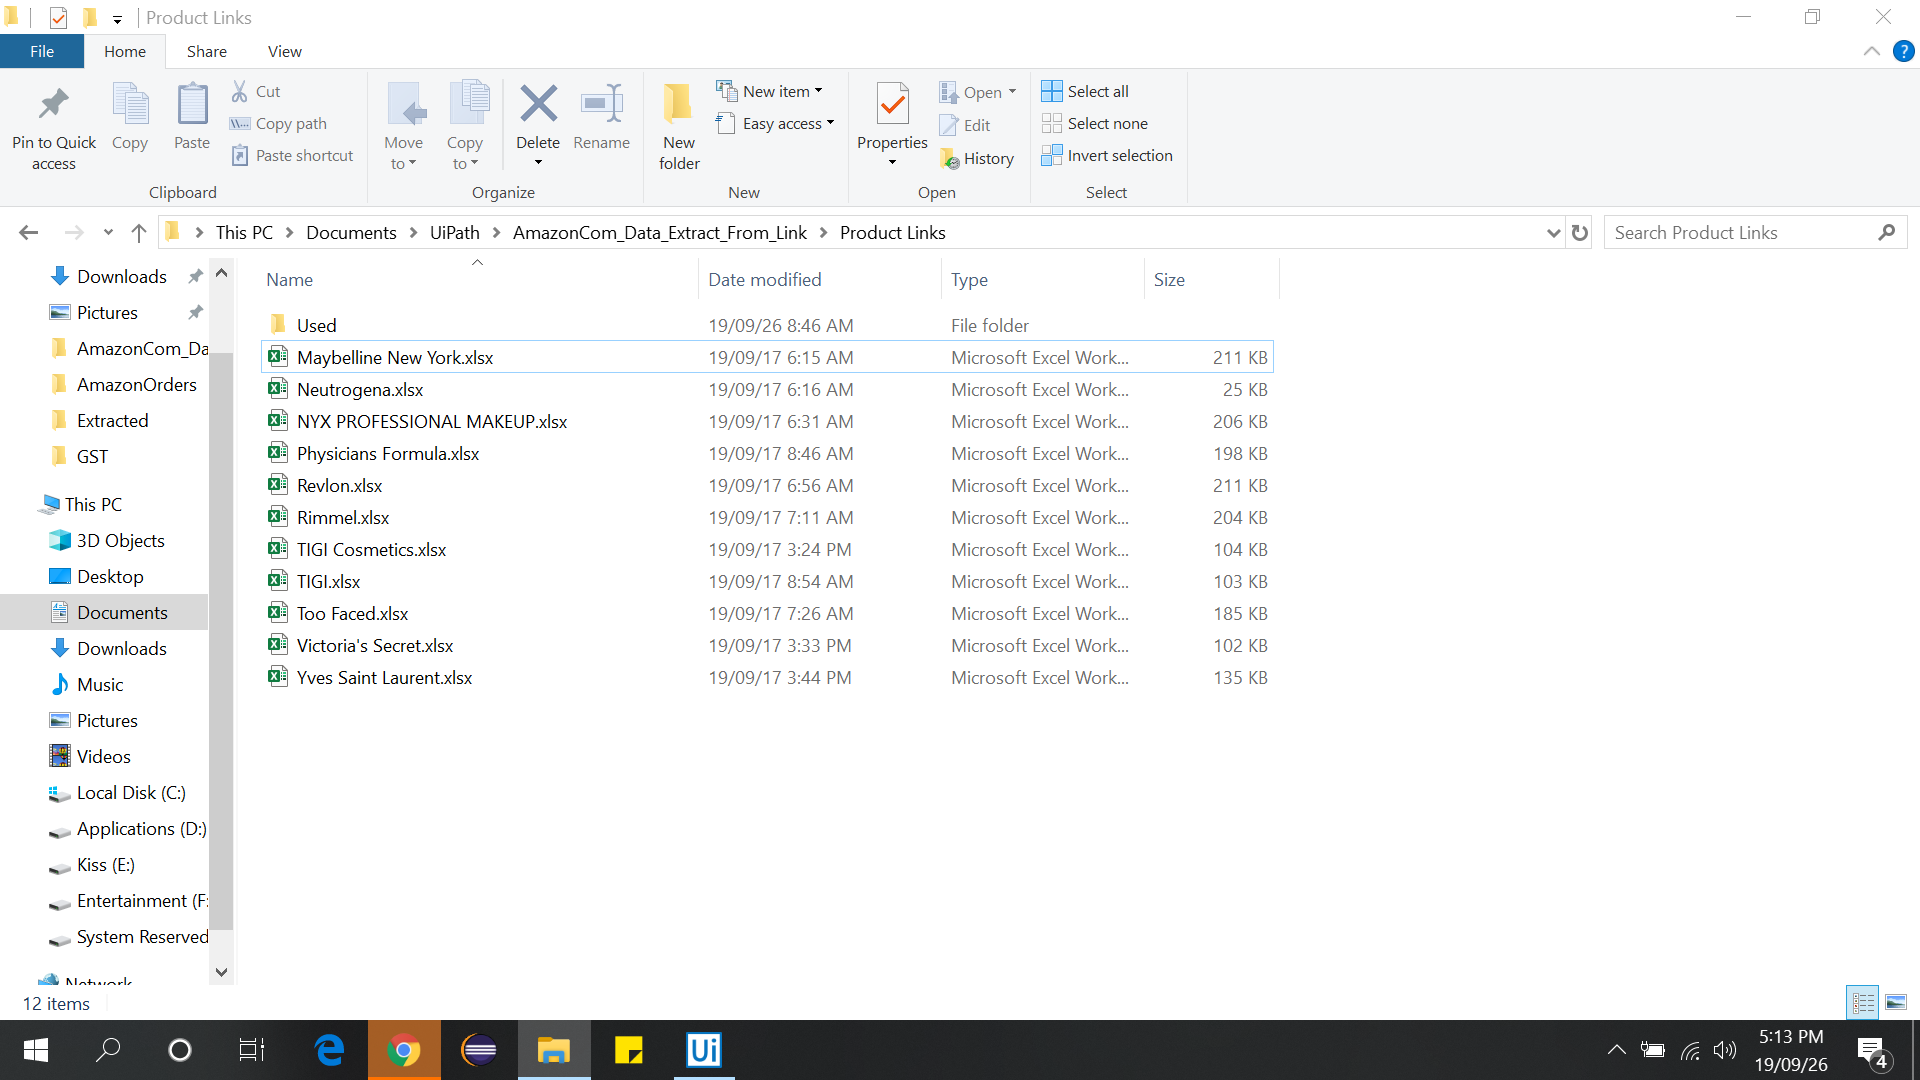 Product Links
File Home Share View
?
Pin to Quick access
Copy
Paste
Cut
Copy path
Paste shortcut
Clipboard
Move to
Copy to
Delete
Rename
Organize
New folder
New item
Easy access
New
Properties
Open
Edit
History
Open
Select all
Select none
Invert selection
Select
This PC Documents UiPath AmazonCom_Data_Extract_From_Link Product Links
Search Product Links
Downloads
Pictures
AmazonCom_Da
AmazonOrders
Extracted
GST
This PC
3D Objects
Desktop
Documents
Downloads
Music
Pictures
Videos
Local Disk (C:)
Applications (D:)
Kiss (E:)
Entertainment (F:
System Reserved
Network
Name Date modified Type Size
Used 19/09/26 8:46 AM File folder
Maybelline New York.xlsx 19/09/17 6:15 AM Microsoft Excel Work... 211 KB
Neutrogena.xlsx 19/09/17 6:16 AM Microsoft Excel Work... 25 KB
NYX PROFESSIONAL MAKEUP.xlsx 19/09/17 6:31 AM Microsoft Excel Work... 206 KB
Physicians Formula.xlsx 19/09/17 8:46 AM Microsoft Excel Work... 198 KB
Revlon.xlsx 19/09/17 6:56 AM Microsoft Excel Work... 211 KB
Rimmel.xlsx 19/09/17 7:11 AM Microsoft Excel Work... 204 KB
TIGI Cosmetics.xlsx 19/09/17 3:24 PM Microsoft Excel Work... 104 KB
TIGI.xlsx 19/09/17 8:54 AM Microsoft Excel Work... 103 KB
Too Faced.xlsx 19/09/17 7:26 AM Microsoft Excel Work... 185 KB
Victoria's Secret.xlsx 19/09/17 3:33 PM Microsoft Excel Work... 102 KB
Yves Saint Laurent.xlsx 19/09/17 3:44 PM Microsoft Excel Work... 135 KB
12 items
Ui
5:13 PM
19/09/26
4